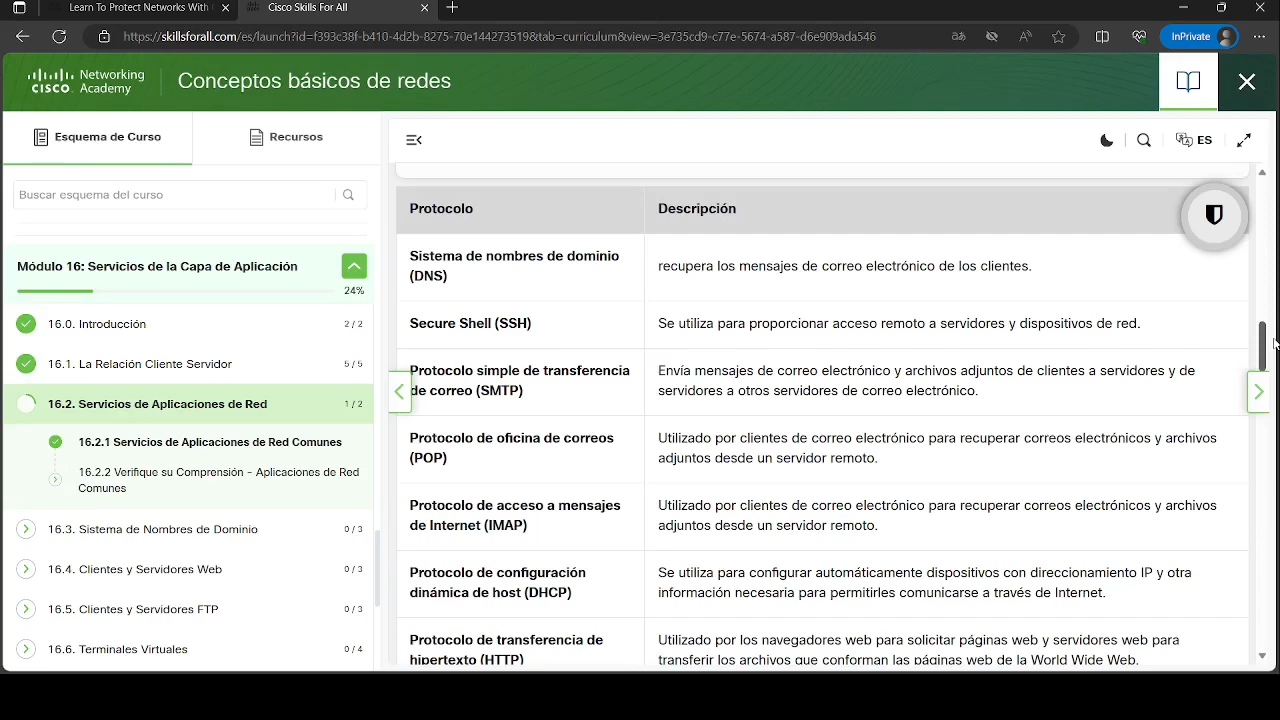 Learn To Protect Networks With
Cisco Skills For All
https://skillsforall.com/es/launch?id=f393c38f-b410-4d2b-8275-70e144273519&tab=curriculum&view=3e735cd9-c77e-5674-a587-d6e909ada546
InPrivate
Networking
CISCO Academy
Conceptos básicos de redes
Esquema de Curso
Recursos
ES
Buscar esquema del curso
Módulo 16: Servicios de la Capa de Aplicación
24%
16.0. Introducción 2 / 2
16.1. La Relación Cliente Servidor 5 / 5
16.2. Servicios de Aplicaciones de Red 1 / 2
16.2.1 Servicios de Aplicaciones de Red Comunes
16.2.2 Verifique su Comprensión - Aplicaciones de Red
Comunes
16.3. Sistema de Nombres de Dominio 0 / 3
16.4. Clientes y Servidores Web 0 / 3
16.5. Clientes y Servidores FTP 0 / 3
16.6. Terminales Virtuales 0 / 4
Protocolo Descripción
Sistema de nombres de dominio
(DNS)
recupera los mensajes de correo electrónico de los clientes.
Secure Shell (SSH)
Se utiliza para proporcionar acceso remoto a servidores y dispositivos de red.
Protocolo simple de transferencia
de correo (SMTP)
Envía mensajes de correo electrónico y archivos adjuntos de clientes a servidores y de
servidores a otros servidores de correo electrónico.
Protocolo de oficina de correos
(POP)
Utilizado por clientes de correo electrónico para recuperar correos electrónicos y archivos
adjuntos desde un servidor remoto.
Protocolo de acceso a mensajes
de Internet (IMAP)
Utilizado por clientes de correo electrónico para recuperar correos electrónicos y archivos
adjuntos desde un servidor remoto.
Protocolo de configuración
dinámica de host (DHCP)
Se utiliza para configurar automáticamente dispositivos con direccionamiento IP y otra
información necesaria para permitirles comunicarse a través de Internet.
Protocolo de transferencia de
hipertexto (HTTP)
Utilizado por los navegadores web para solicitar páginas web y servidores web para
transferir los archivos que conforman las páginas web de la World Wide Web.